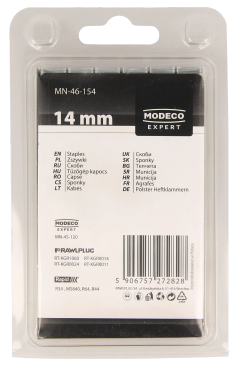 MN-46-154
14 mm
MODECO
EXPERT
EN Staples
PL Zszywki
RU Скоби
HU Tűzőgép kapocs
RO Capse
CS Sponky
LT Kabės
UK Скоби
SK Sponky
BG Телчета
SR Municija
HR Municija
FR Agrafes
DE Polster Heftklammern
MODECO
EXPERT
MN-45-120
RAWLPLUG
Rapid
5 906757 272828